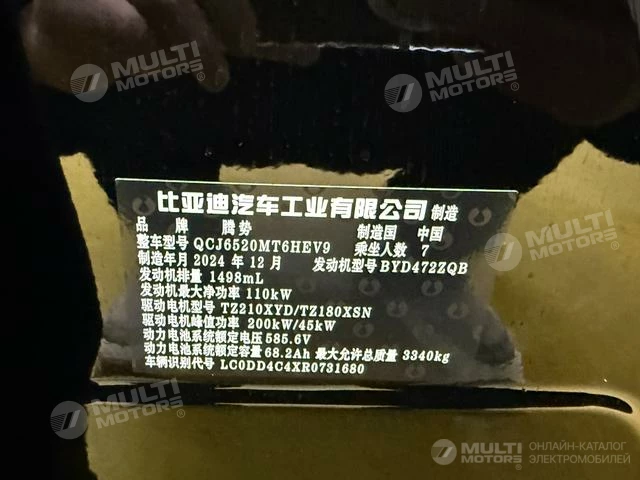 MULTI MOTORS®
MULTI MOTORS®
比亚迪汽车工业有限公司 制造
品牌 腾势 制造国 中国
整车型号 QCJ6520MT6HEV9 乘坐人数 7
制造年月 2024 年 12 月 发动机型号 BYD472ZQB
发动机排量 1498mL
发动机最大净功率 110kW
驱动电机型号 TZ210XYD/TZ180XSN
驱动电机峰值功率 200kW/45kW
动力电池系统额定电压 585.6V
动力电池系统额定容量 68.2Ah 最大允许总质量 3340kg
车辆识别代号 LC0DD4C4XR0731680
MULTI MOTORS®
MULTI MOTORS®
MULTI MOTORS® ОНЛАЙН-КАТАЛОГ ЭЛЕКТРОМОБИЛЕЙ